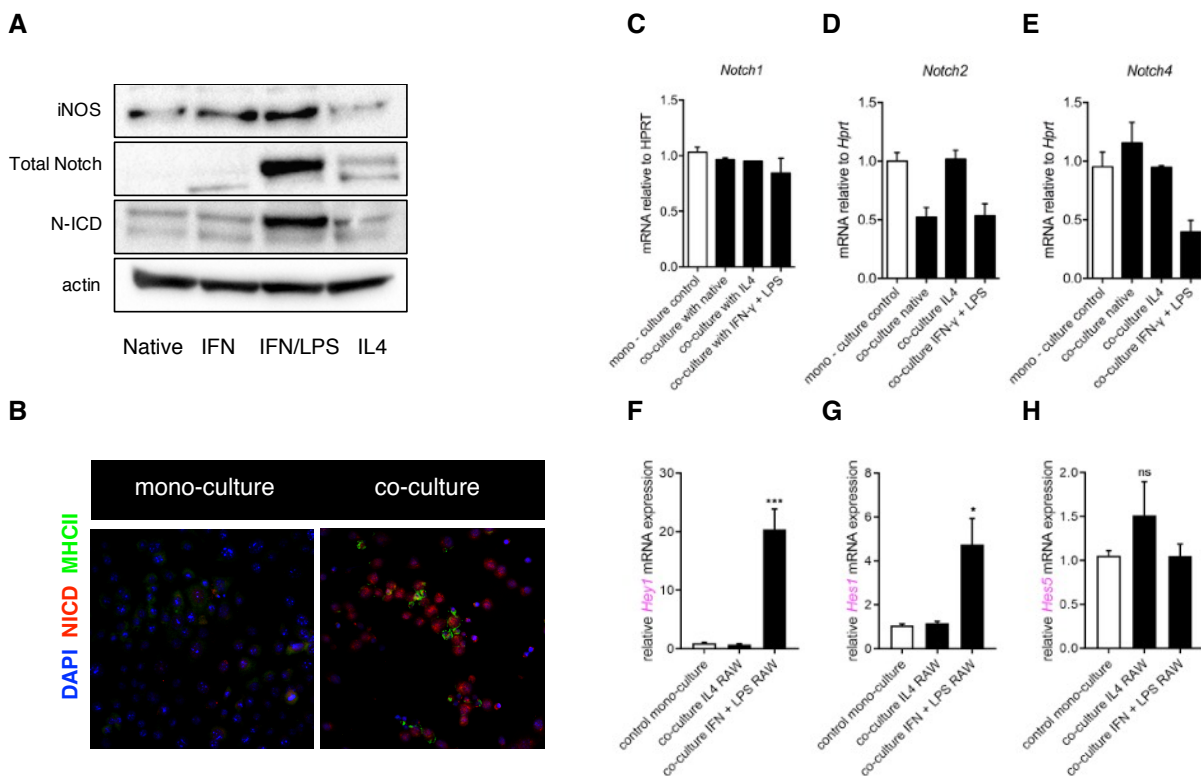 A
iNOS
Total Notch
N-ICD
actin
Native IFN IFN/LPS IL4
B
mono-culture co-culture
DAPI NICD MHCII
C
Notch1
mRNA relative to HPRT
1.5
1.0
0.5
0.0
mono - culture control
co-culture with native
co-culture with IL4
co-culture with IFN-γ + LPS
D
Notch2
mRNA relative to Hprt
1.5
1.0
0.5
0.0
mono - culture control
co-culture native
co-culture IL4
co-culture IFN-γ + LPS
E
Notch4
mRNA relative to Hprt
1.5
1.0
0.5
0.0
mono - culture control
co-culture native
co-culture IL4
co-culture IFN-γ + LPS
F
relative Hey1 mRNA expression
30
20
10
0
***
control mono-culture
co-culture IL4 RAW
co-culture IFN + LPS RAW
G
relative Hes1 mRNA expression
8
6
4
2
0
*
control mono-culture
co-culture IL4 RAW
co-culture IFN + LPS RAW
H
relative Hes5 mRNA expression
2.0
1.5
1.0
0.5
0.0
ns
control mono-culture
co-culture IL4 RAW
co-culture IFN + LPS RAW